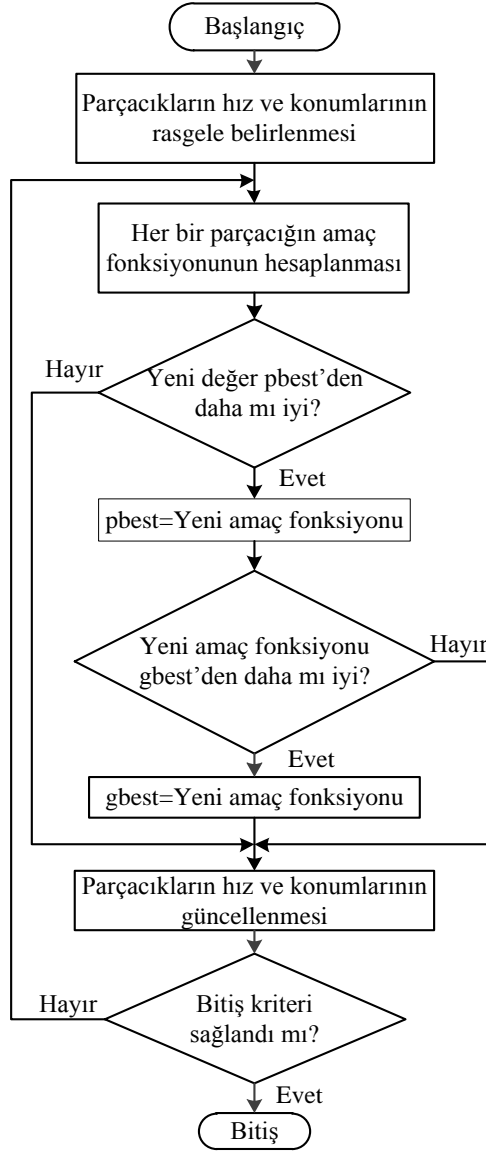 Başlangıç
Parçacıkların hız ve konumlarının
rasgele belirlenmesi
Her bir parçacığın amaç
fonksiyonunun hesaplanması
Hayır
Yeni değer pbest’den
daha mı iyi?
Evet
pbest=Yeni amaç fonksiyonu
Yeni amaç fonksiyonu
gbest’den daha mı iyi?
Hayır
Evet
gbest=Yeni amaç fonksiyonu
Parçacıkların hız ve konumlarının
güncellenmesi
Hayır
Bitiş kriteri
sağlandı mı?
Evet
Bitiş